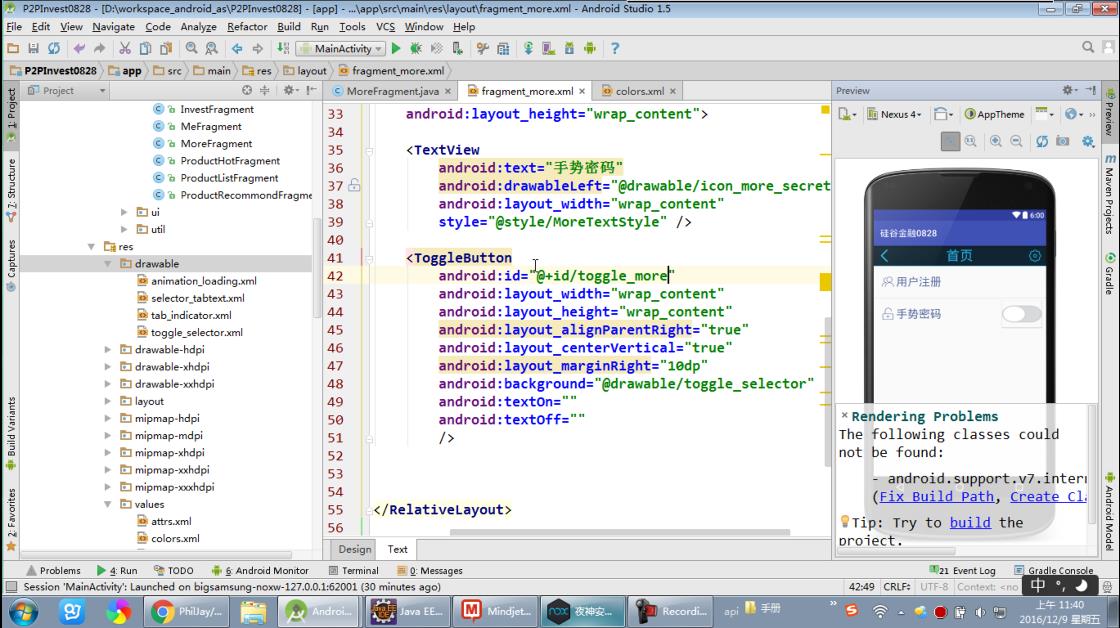 P2PInvest0828 - [D:\workspace_android_as\P2PInvest0828] - [app] - ...\app\src\main\res\layout\fragment_more.xml - Android Studio 1.5
File Edit View Navigate Code Analyze Refactor Build Run Tools VCS Window Help
MainActivity
P2PInvest0828 app src main res layout fragment_more.xml
Project MoreFragment.java fragment_more.xml colors.xml Preview
1: Project
7: Structure
Captures
Build Variants
2: Favorites
InvestFragment
MeFragment
MoreFragment
ProductHotFragment
ProductListFragment
ProductRecommondFragme
ui
util
res
drawable
animation_loading.xml
selector_tabtext.xml
tab_indicator.xml
toggle_selector.xml
drawable-hdpi
drawable-xhdpi
drawable-xxhdpi
layout
mipmap-hdpi
mipmap-mdpi
mipmap-xhdpi
mipmap-xxhdpi
mipmap-xxxhdpi
values
attrs.xml
colors.xml
33 android:layout_height="wrap_content">
34
35 <TextView
36 android:text="手势密码"
37 android:drawableLeft="@drawable/icon_more_secret
38 android:layout_width="wrap_content"
39 style="@style/MoreTextStyle" />
40
41 <ToggleButton
42 android:id="@+id/toggle_more"
43 android:layout_width="wrap_content"
44 android:layout_height="wrap_content"
45 android:layout_alignParentRight="true"
46 android:layout_centerVertical="true"
47 android:layout_marginRight="10dp"
48 android:background="@drawable/toggle_selector"
49 android:textOn=""
50 android:textOff=""
51 />
52
53
54
55 </RelativeLayout>
56
Design Text
Nexus 4 AppTheme
6:00
硅谷金融0828
首页
用户注册
手势密码
Rendering Problems
The following classes could
not be found:
- android.support.v7.inter
(Fix Build Path, Create Cl
Tip: Try to build the
project.
Preview
Maven Projects
Gradle
Android Model
Problems 4: Run TODO 6: Android Monitor Terminal 0: Messages 21 Event Log Gradle Console
Session 'MainActivity': Launched on bigsamsung-noxw-127.0.0.1:62001 (30 minutes ago) 42:49 CRLF UTF-8 Context: <no
中
PhilJay/... Androi... Java EE... Mindjet... 夜神安... Recordi... api 手册
上午 11:40
2016/12/9 星期五